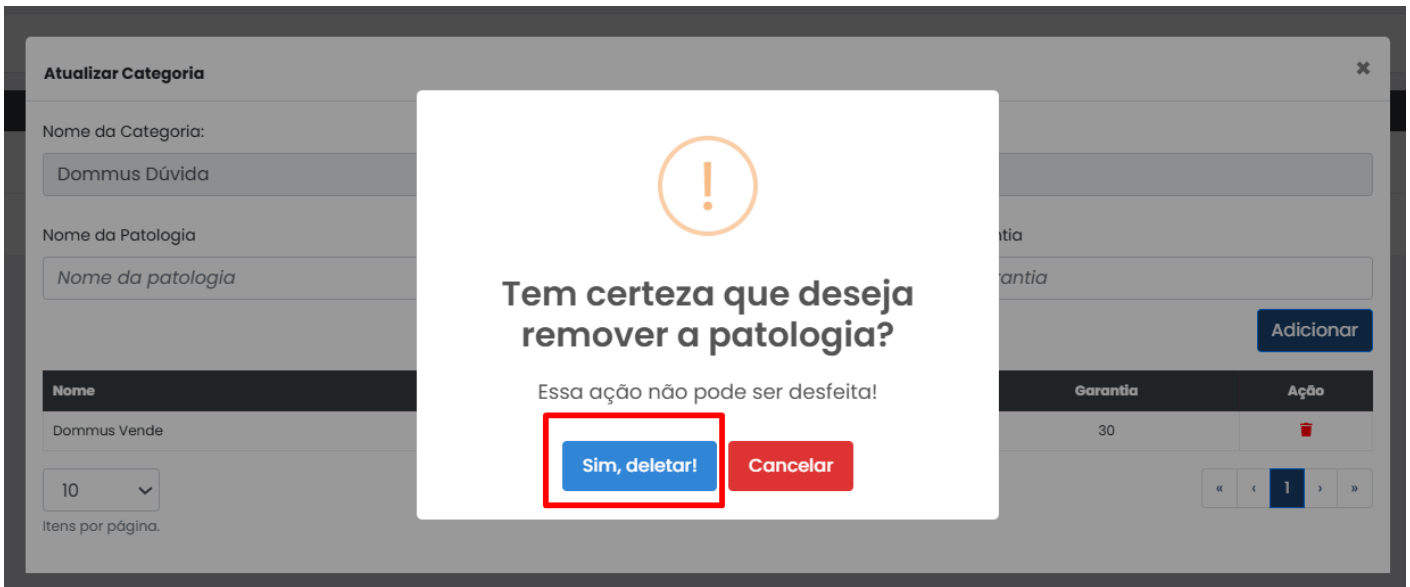 Atualizar Categoria
×
Nome da Categoria:
Dommus Dúvida
Nome da Patologia
ntia
Nome da patologia
rantia
!
Tem certeza que deseja
remover a patologia?
Essa ação não pode ser desfeita!
Sim, deletar!
Cancelar
Adicionar
Nome
Garantia
Ação
Dommus Vende
30
10
« ‹ 1 › »
Itens por página.